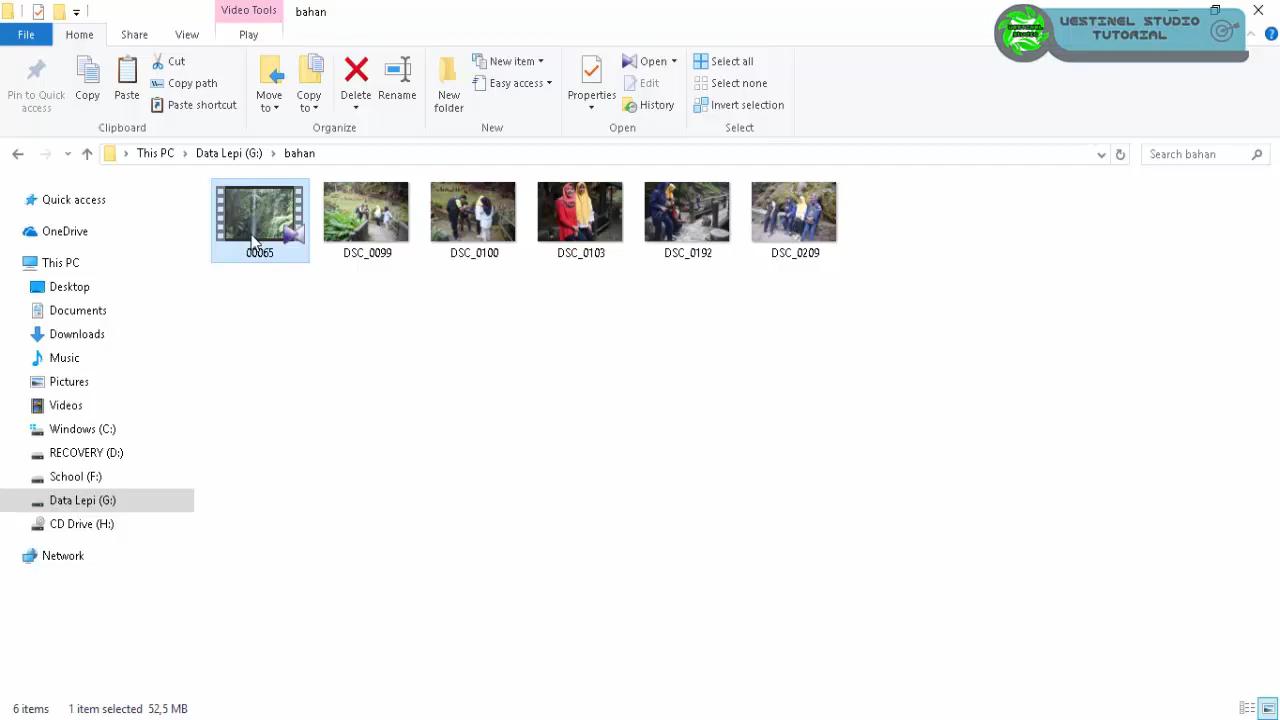 Video Tools
bahan
VESTINEL STUDIO
TUTORIAL
File
Home
Share
View
Play
Pin to Quick
access
Copy
Paste
Cut
Copy path
Paste shortcut
Clipboard
Move
to
Copy
to
Delete
Rename
Organize
New
folder
New item
Easy access
New
Properties
Open
Edit
History
Open
Select all
Select none
Invert selection
Select
This PC
Data Lepi (G:)
bahan
Search bahan
Quick access
OneDrive
This PC
Desktop
Documents
Downloads
Music
Pictures
Videos
Windows (C:)
RECOVERY (D:)
School (F:)
Data Lepi (G:)
CD Drive (H:)
Network
00065
DSC_0099
DSC_0100
DSC_0103
DSC_0192
DSC_0209
6 items
1 item selected 52,5 MB